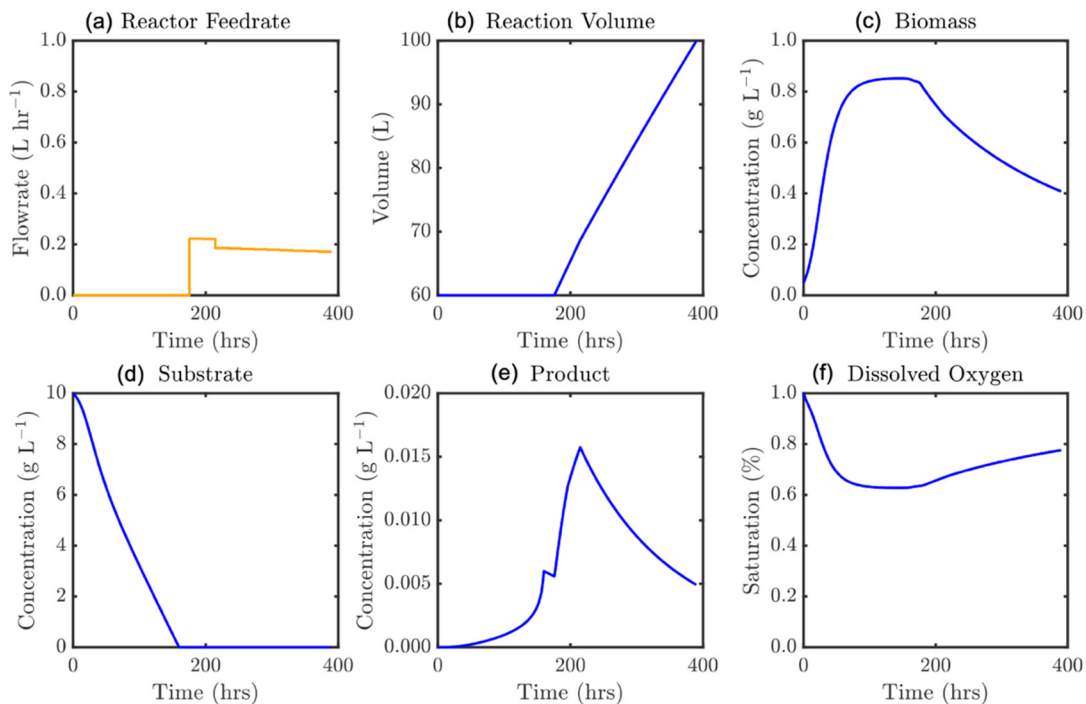 (a) Reactor Feedrate
(b) Reaction Volume
(c) Biomass
1.0
0.8
0.6
0.4
0.2
0.0
Flowrate (L hr⁻¹)
0 200 400
Time (hrs)
100
90
80
70
60
Volume (L)
0 200 400
Time (hrs)
1.0
0.8
0.6
0.4
0.2
0.0
Concentration (g L⁻¹)
0 200 400
Time (hrs)
(d) Substrate
(e) Product
(f) Dissolved Oxygen
10
8
6
4
2
0
Concentration (g L⁻¹)
0 200 400
Time (hrs)
0.020
0.015
0.010
0.005
0.000
Concentration (g L⁻¹)
0 200 400
Time (hrs)
1.0
0.8
0.6
0.4
0.2
0.0
Saturation (%)
0 200 400
Time (hrs)